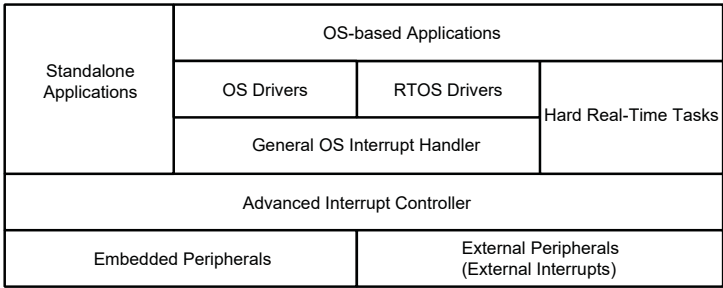 OS-based Applications
Standalone
Applications
OS Drivers
RTOS Drivers
Hard Real-Time Tasks
General OS Interrupt Handler
Advanced Interrupt Controller
Embedded Peripherals
External Peripherals
(External Interrupts)